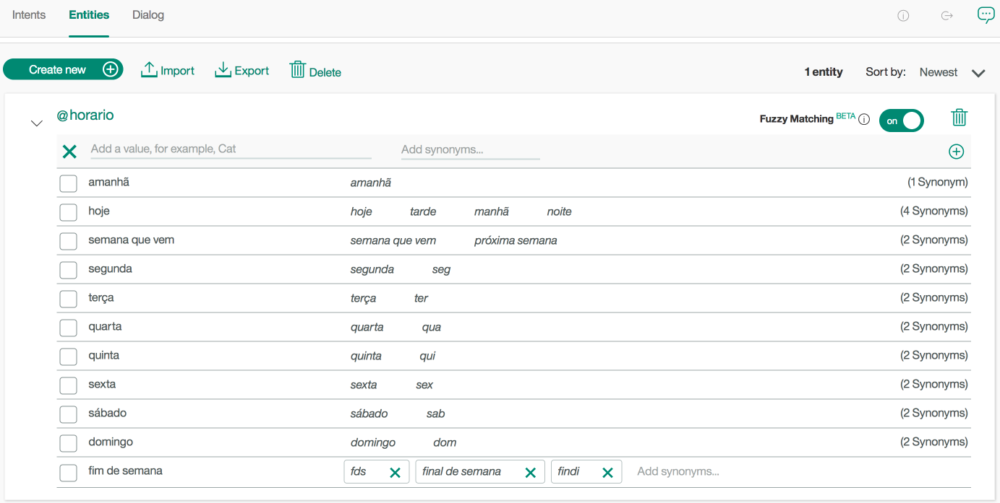 Intents Entities Dialog
Create new Import Export Delete 1 entity Sort by: Newest
@horario Fuzzy Matching BETA on
Add a value, for example, Cat Add synonyms...
amanhã amanhã (1 Synonym)
hoje hoje tarde manhã noite (4 Synonyms)
semana que vem semana que vem próxima semana (2 Synonyms)
segunda segunda seg (2 Synonyms)
terça terça ter (2 Synonyms)
quarta quarta qua (2 Synonyms)
quinta quinta qui (2 Synonyms)
sexta sexta sex (2 Synonyms)
sábado sábado sab (2 Synonyms)
domingo domingo dom (2 Synonyms)
fim de semana fds final de semana findi Add synonyms...